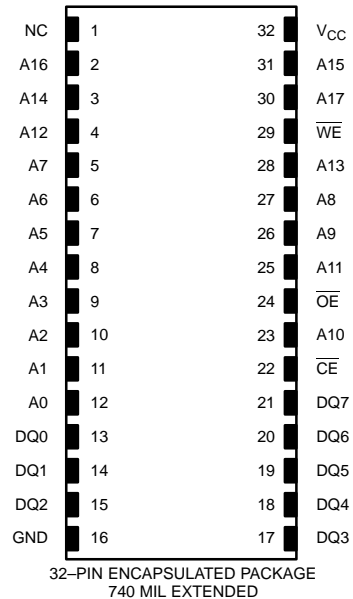 NC 1 32 VCC
A16 2 31 A15
A14 3 30 A17
A12 4 29 WE
A7 5 28 A13
A6 6 27 A8
A5 7 26 A9
A4 8 25 A11
A3 9 24 OE
A2 10 23 A10
A1 11 22 CE
A0 12 21 DQ7
DQ0 13 20 DQ6
DQ1 14 19 DQ5
DQ2 15 18 DQ4
GND 16 17 DQ3
32–PIN ENCAPSULATED PACKAGE
740 MIL EXTENDED